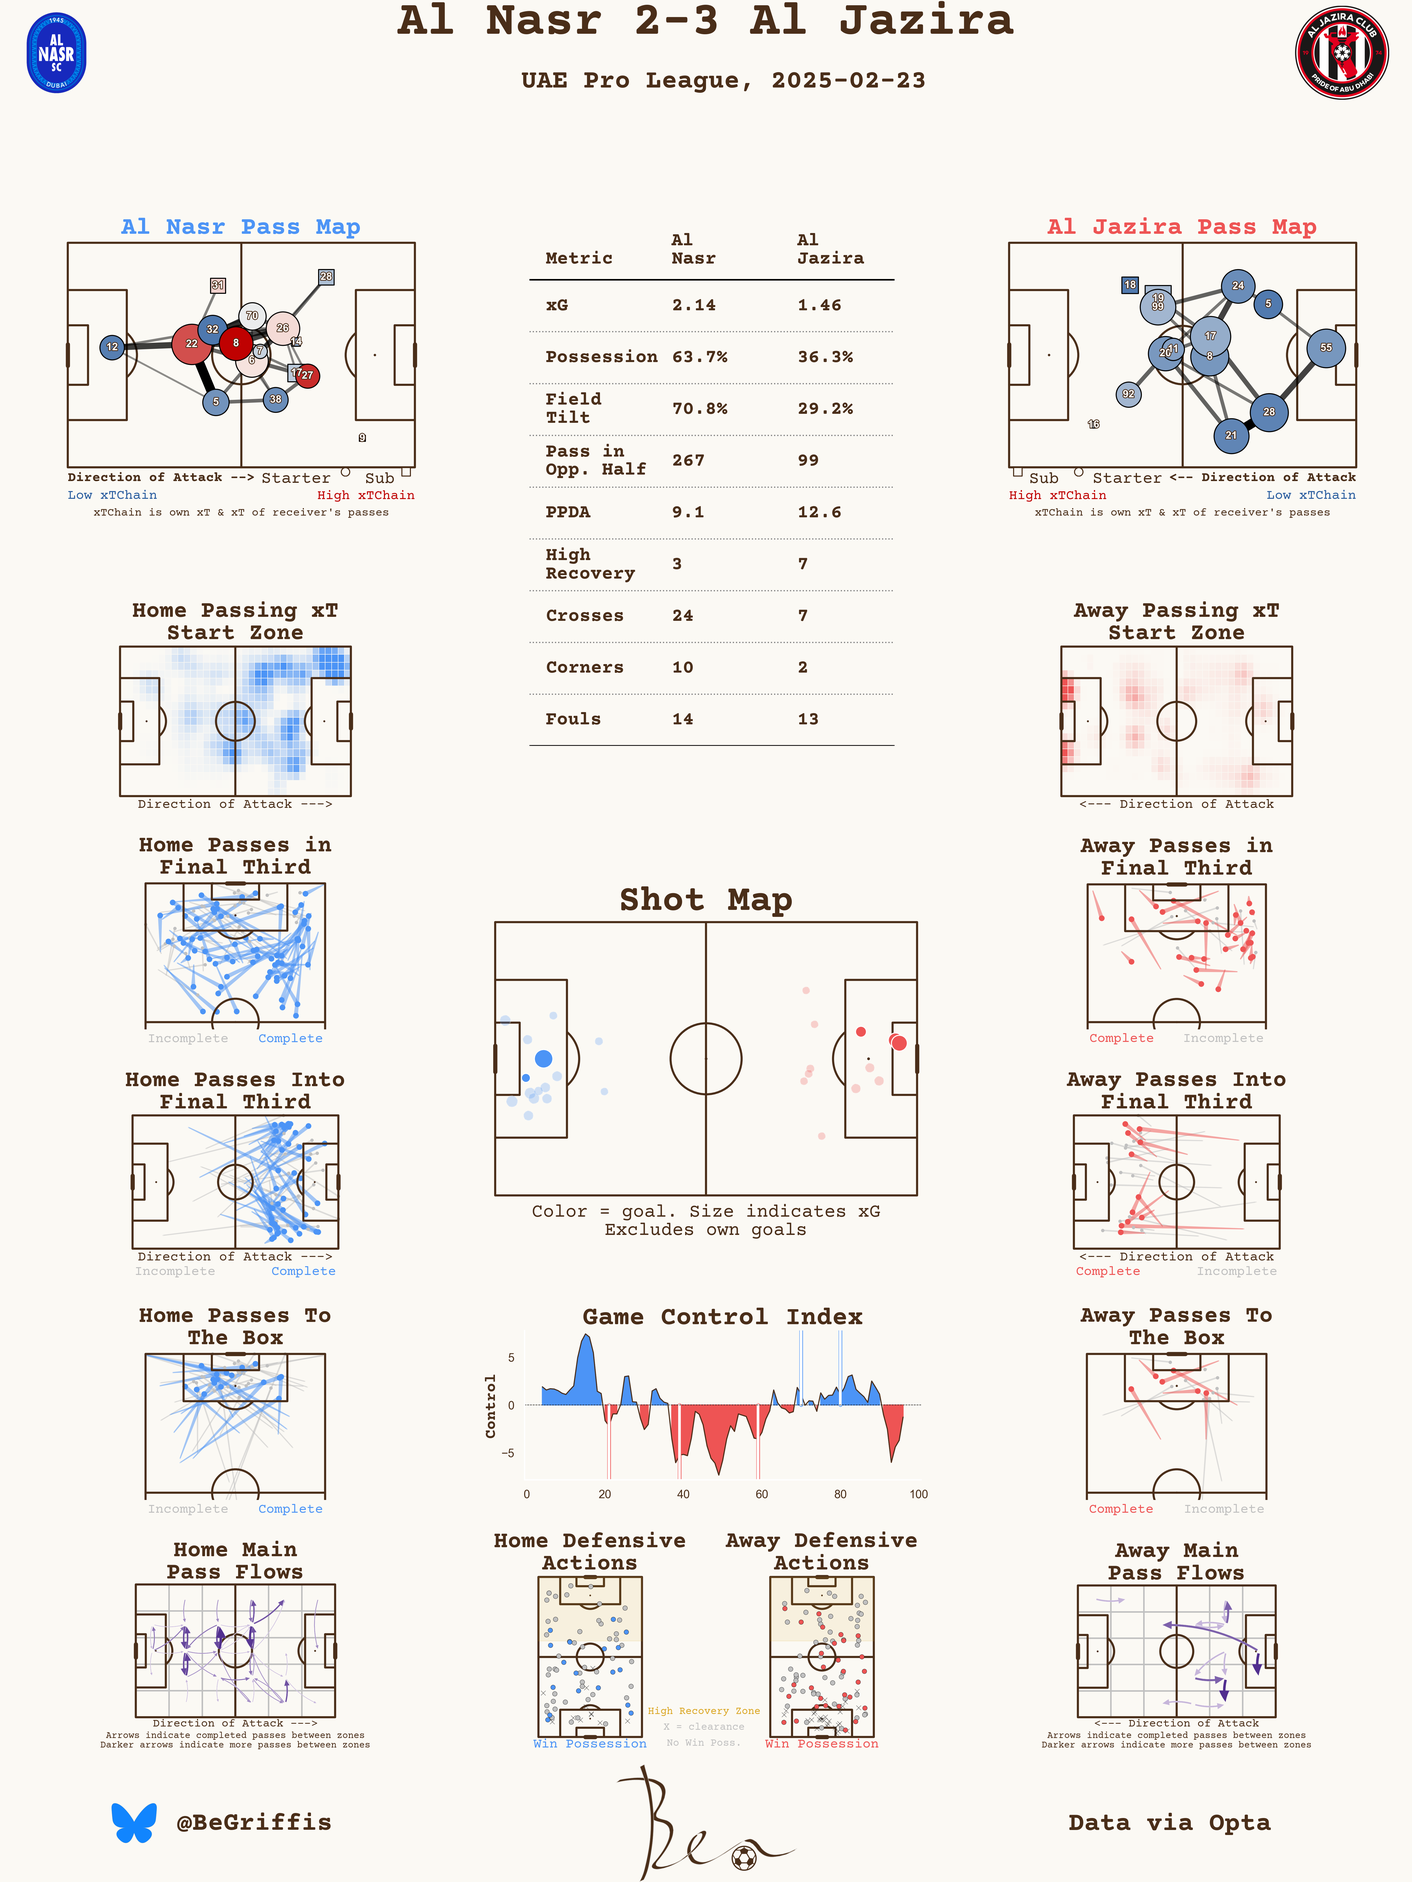 Al Nasr 2-3 Al Jazira
UAE Pro League, 2025-02-23
1945
AL
NASR
SC
DUBAI
AL JAZIRA CLUB
PRIDE OF ABU DHABI
Al Nasr Pass Map
31
28
70
32
26
12
22
8
14
7
6
17
27
5
38
9
Direction of Attack --> Starter Sub
Low xTChain High xTChain
xTChain is own xT & xT of receiver's passes
Metric Al Nasr Al Jazira
xG 2.14 1.46
Possession 63.7% 36.3%
Field Tilt 70.8% 29.2%
Pass in Opp. Half 267 99
PPDA 9.1 12.6
High Recovery 3 7
Crosses 24 7
Corners 10 2
Fouls 14 13
Al Jazira Pass Map
18
19
99
24
5
17
20
11
8
55
92
16
28
21
Sub Starter <-- Direction of Attack
High xTChain Low xTChain
xTChain is own xT & xT of receiver's passes
Home Passing xT
Start Zone
Direction of Attack --->
Away Passing xT
Start Zone
<--- Direction of Attack
Home Passes in
Final Third
Incomplete Complete
Away Passes in
Final Third
Complete Incomplete
Shot Map
Color = goal. Size indicates xG
Excludes own goals
Home Passes Into
Final Third
Direction of Attack --->
Incomplete Complete
Away Passes Into
Final Third
<--- Direction of Attack
Complete Incomplete
Home Passes To
The Box
Incomplete Complete
Game Control Index
Control
5
0
−5
0 20 40 60 80 100
Away Passes To
The Box
Complete Incomplete
Home Main
Pass Flows
Direction of Attack --->
Arrows indicate completed passes between zones
Darker arrows indicate more passes between zones
Home Defensive
Actions
Win Possession
Away Defensive
Actions
Win Possession
High Recovery Zone
X = clearance
No Win Poss.
Away Main
Pass Flows
<--- Direction of Attack
Arrows indicate completed passes between zones
Darker arrows indicate more passes between zones
@BeGriffis
Ben
Data via Opta